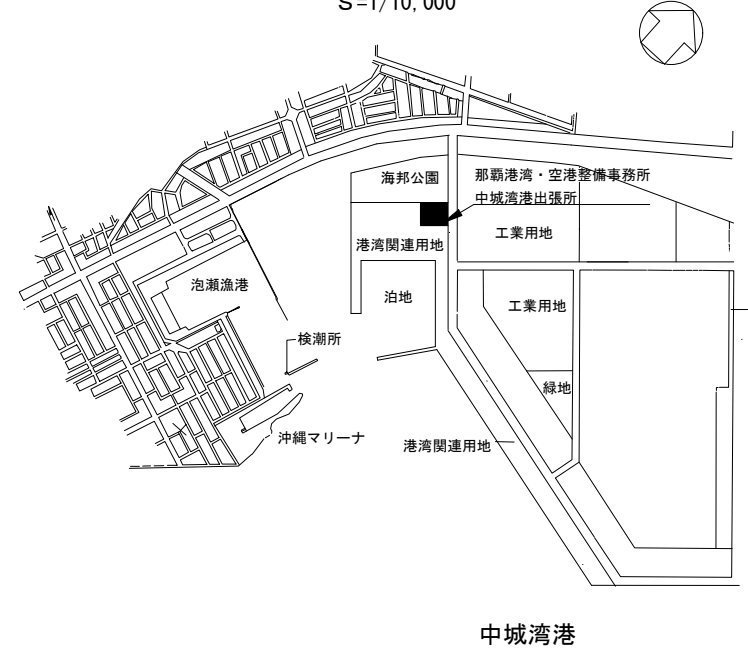 S=1/10,000
海邦公園
那覇港湾・空港整備事務所
中城湾港出張所
工業用地
港湾関連用地
泡瀬漁港
泊地
工業用地
検潮所
緑地
沖縄マリーナ
港湾関連用地
中城湾港